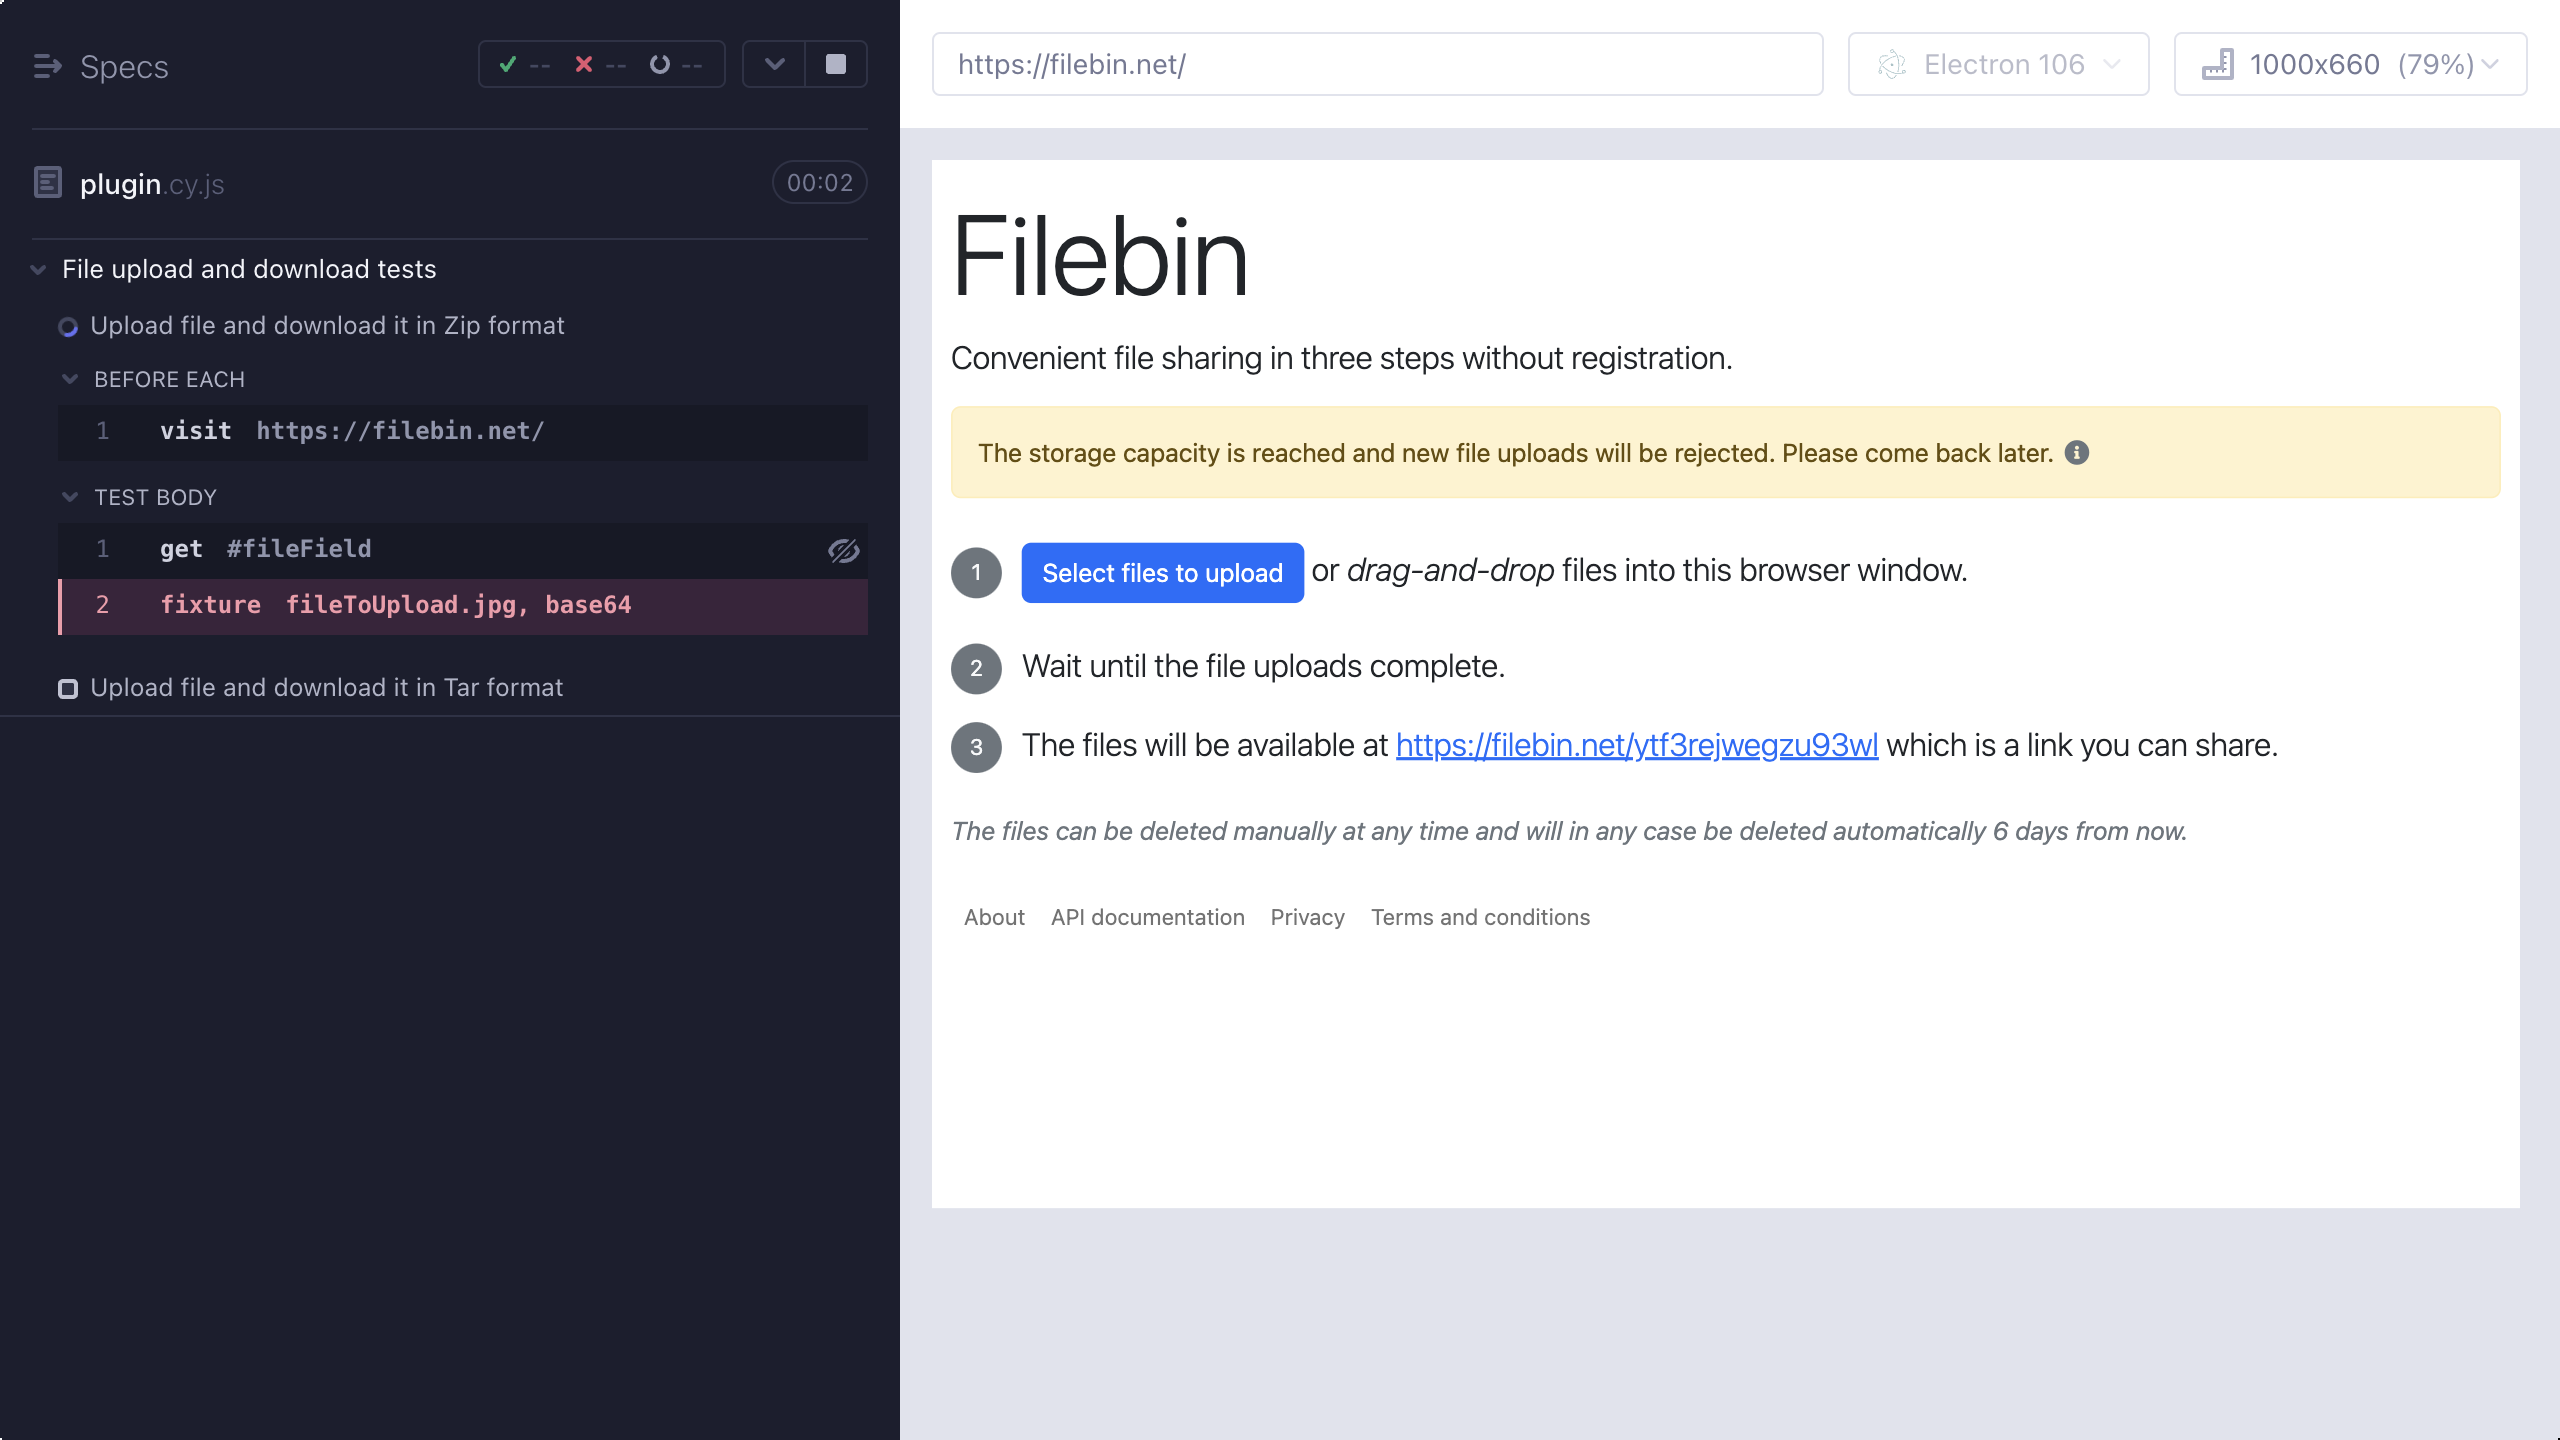 Specs
-- -- --
plugin.cy.js
00:02
File upload and download tests
Upload file and download it in Zip format
BEFORE EACH
1 visit https://filebin.net/
TEST BODY
1 get #fileField
2 fixture fileToUpload.jpg, base64
Upload file and download it in Tar format
https://filebin.net/
Electron 106
1000x660 (79%)
Filebin
Convenient file sharing in three steps without registration.
The storage capacity is reached and new file uploads will be rejected. Please come back later.
1 Select files to upload or drag-and-drop files into this browser window.
2 Wait until the file uploads complete.
3 The files will be available at https://filebin.net/ytf3rejwegzu93wl which is a link you can share.
The files can be deleted manually at any time and will in any case be deleted automatically 6 days from now.
About API documentation Privacy Terms and conditions